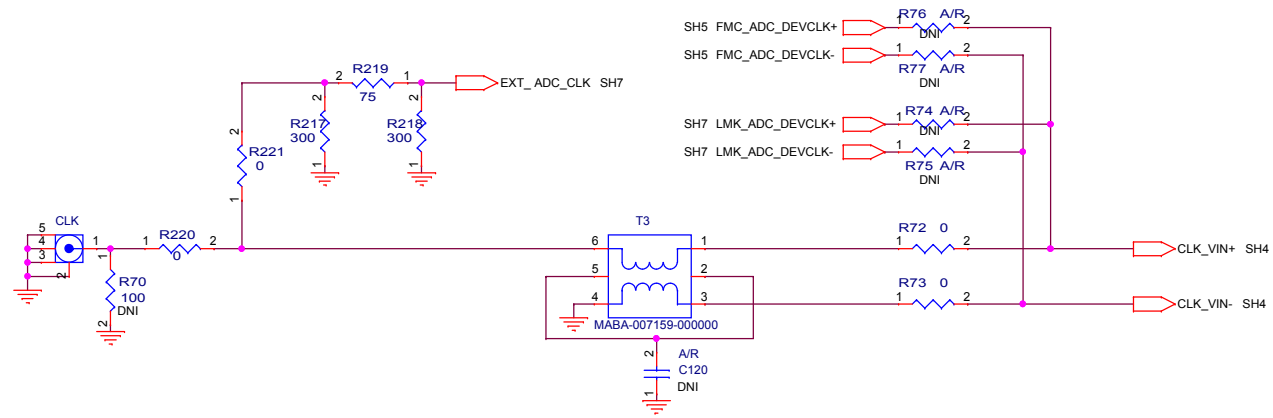 R76 A/R
SH5 FMC_ADC_DEVCLK+
1
2
DNI
SH5 FMC_ADC_DEVCLK-
1
2
R77 A/R
DNI
R219
2
1
75
EXT_ ADC_CLK SH7
2
R217
300
1
2
R218
300
1
R74 A/R
SH7 LMK_ADC_DEVCLK+
1
2
DNI
SH7 LMK_ADC_DEVCLK-
1
2
R75 A/R
DNI
2
R221
0
1
CLK
5
4
3
2
1
R220
1
2
0
1
R70
100
DNI
2
T3
6
5
4
1
2
3
MABA-007159-000000
R72 0
1
2
CLK_VIN+ SH4
R73 0
1
2
CLK_VIN- SH4
2
A/R
C120
DNI
1